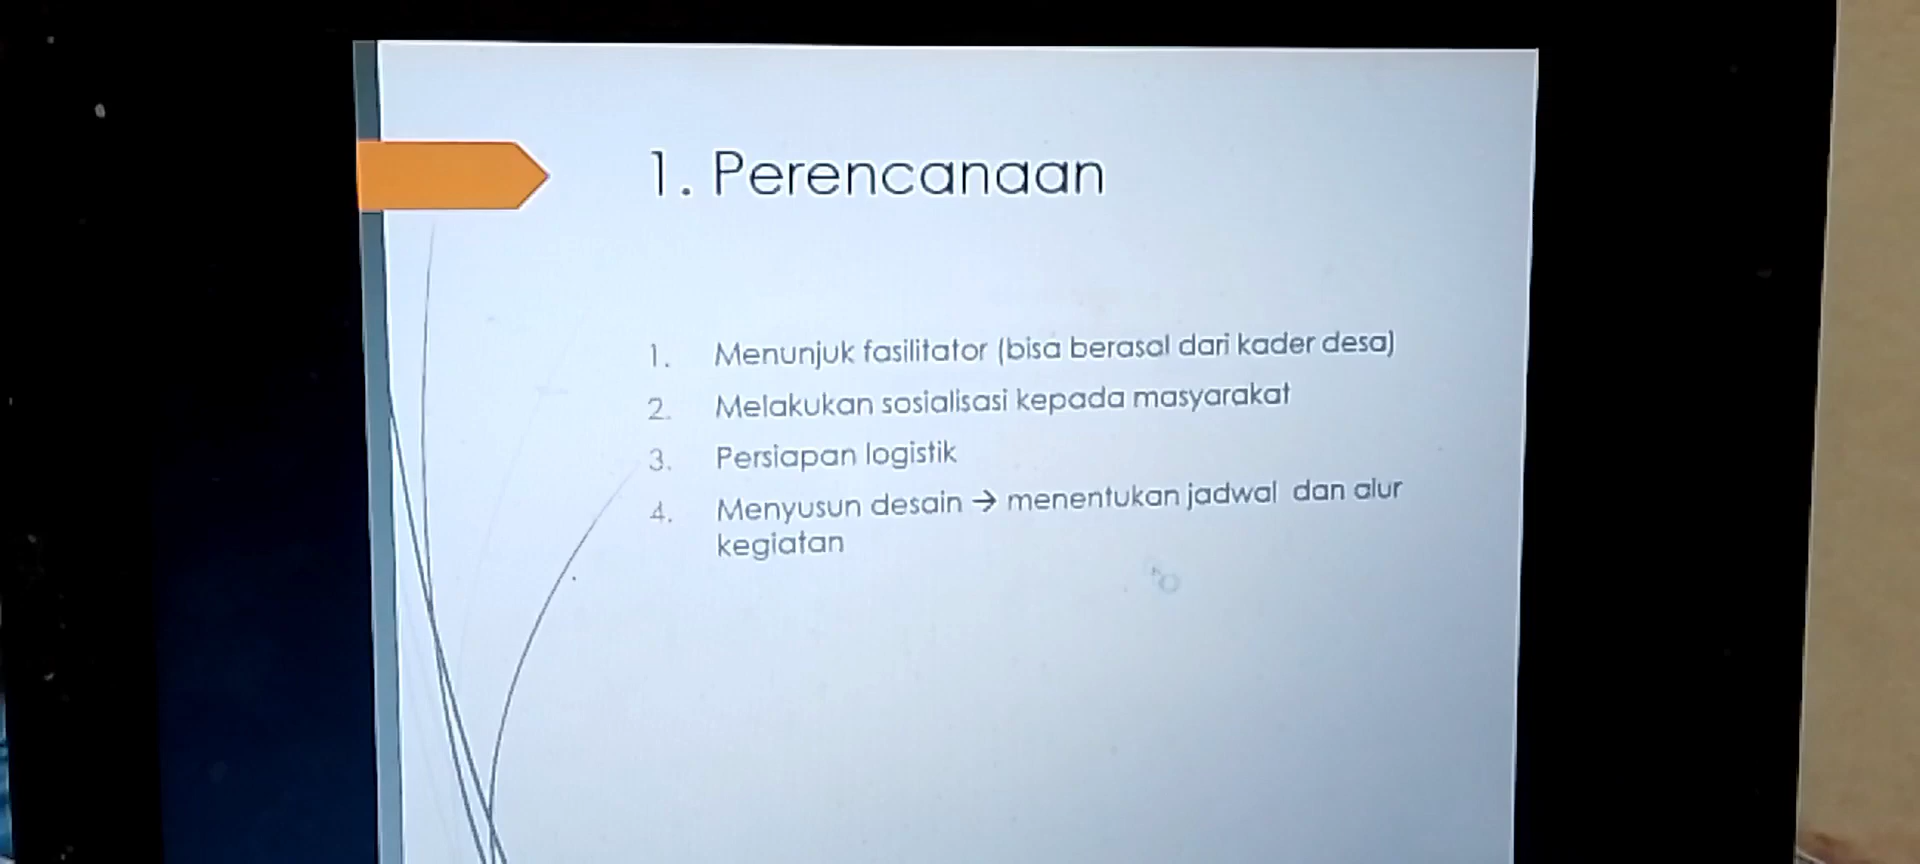 1. Perencanaan
1. Menunjuk fasilitator (bisa berasal dari kader desa)
2. Melakukan sosialisasi kepada masyarakat
3. Persiapan logistik
4. Menyusun desain → menentukan jadwal dan alur
kegiatan